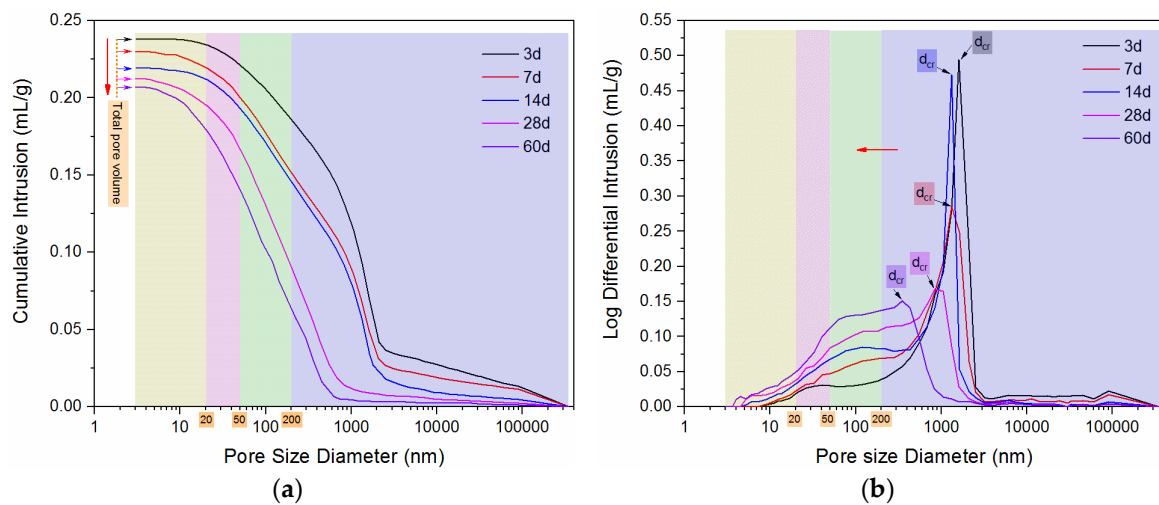 0.25
0.20
0.15
0.10
0.05
0.00
Cumulative Intrusion (mL/g)
Total pore volume
3d
7d
14d
28d
60d
1 10 100 1000 10000 100000
20 50 200
Pore Size Diameter (nm)
(a)
0.55
0.50
0.45
0.40
0.35
0.30
0.25
0.20
0.15
0.10
0.05
0.00
Log Differential Intrusion (mL/g)
dcr
dcr
dcr
dcr
dcr
3d
7d
14d
28d
60d
1 10 100 1000 10000 100000
20 50 200
Pore size Diameter (nm)
(b)